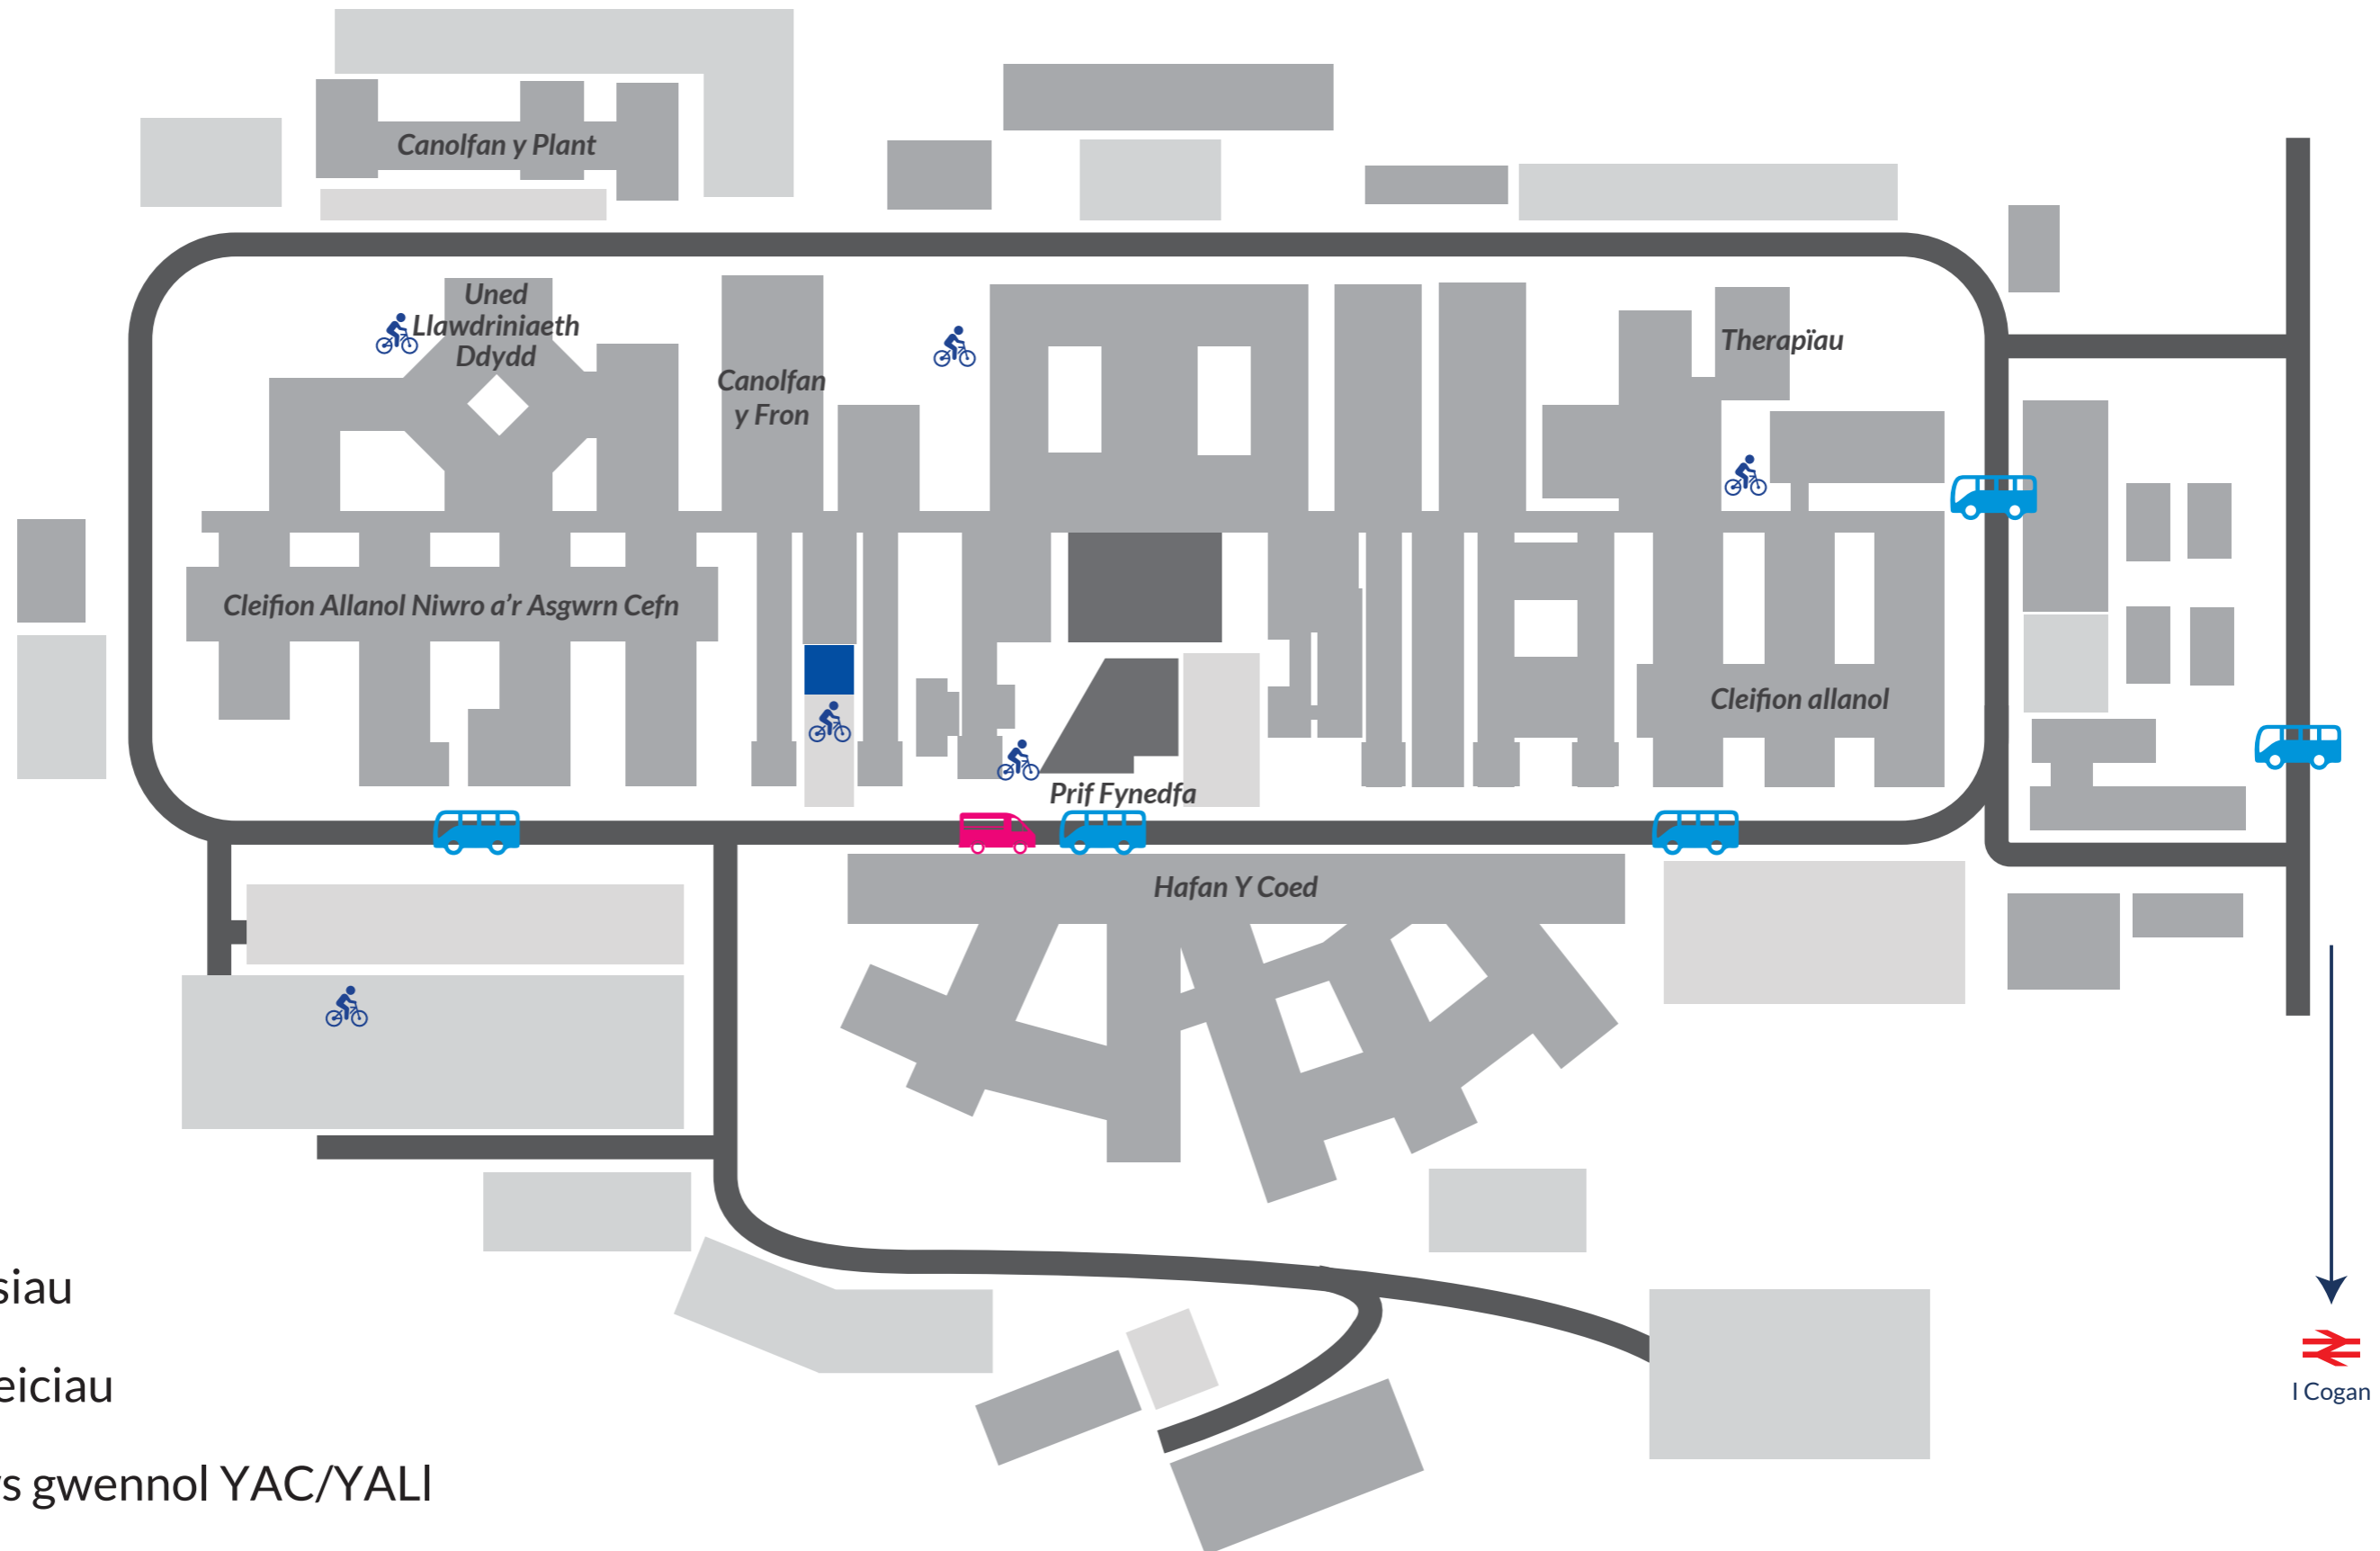 Canolfan y Plant
Uned
Llawdriniaeth
Ddydd
Canolfan
y Fron
Therapïau
Cleifion Allanol Niwro a’r Asgwrn Cefn
Cleifion allanol
Prif Fynedfa
Hafan Y Coed
siau
eiciau
s gwennol YAC/YALl
I Cogan